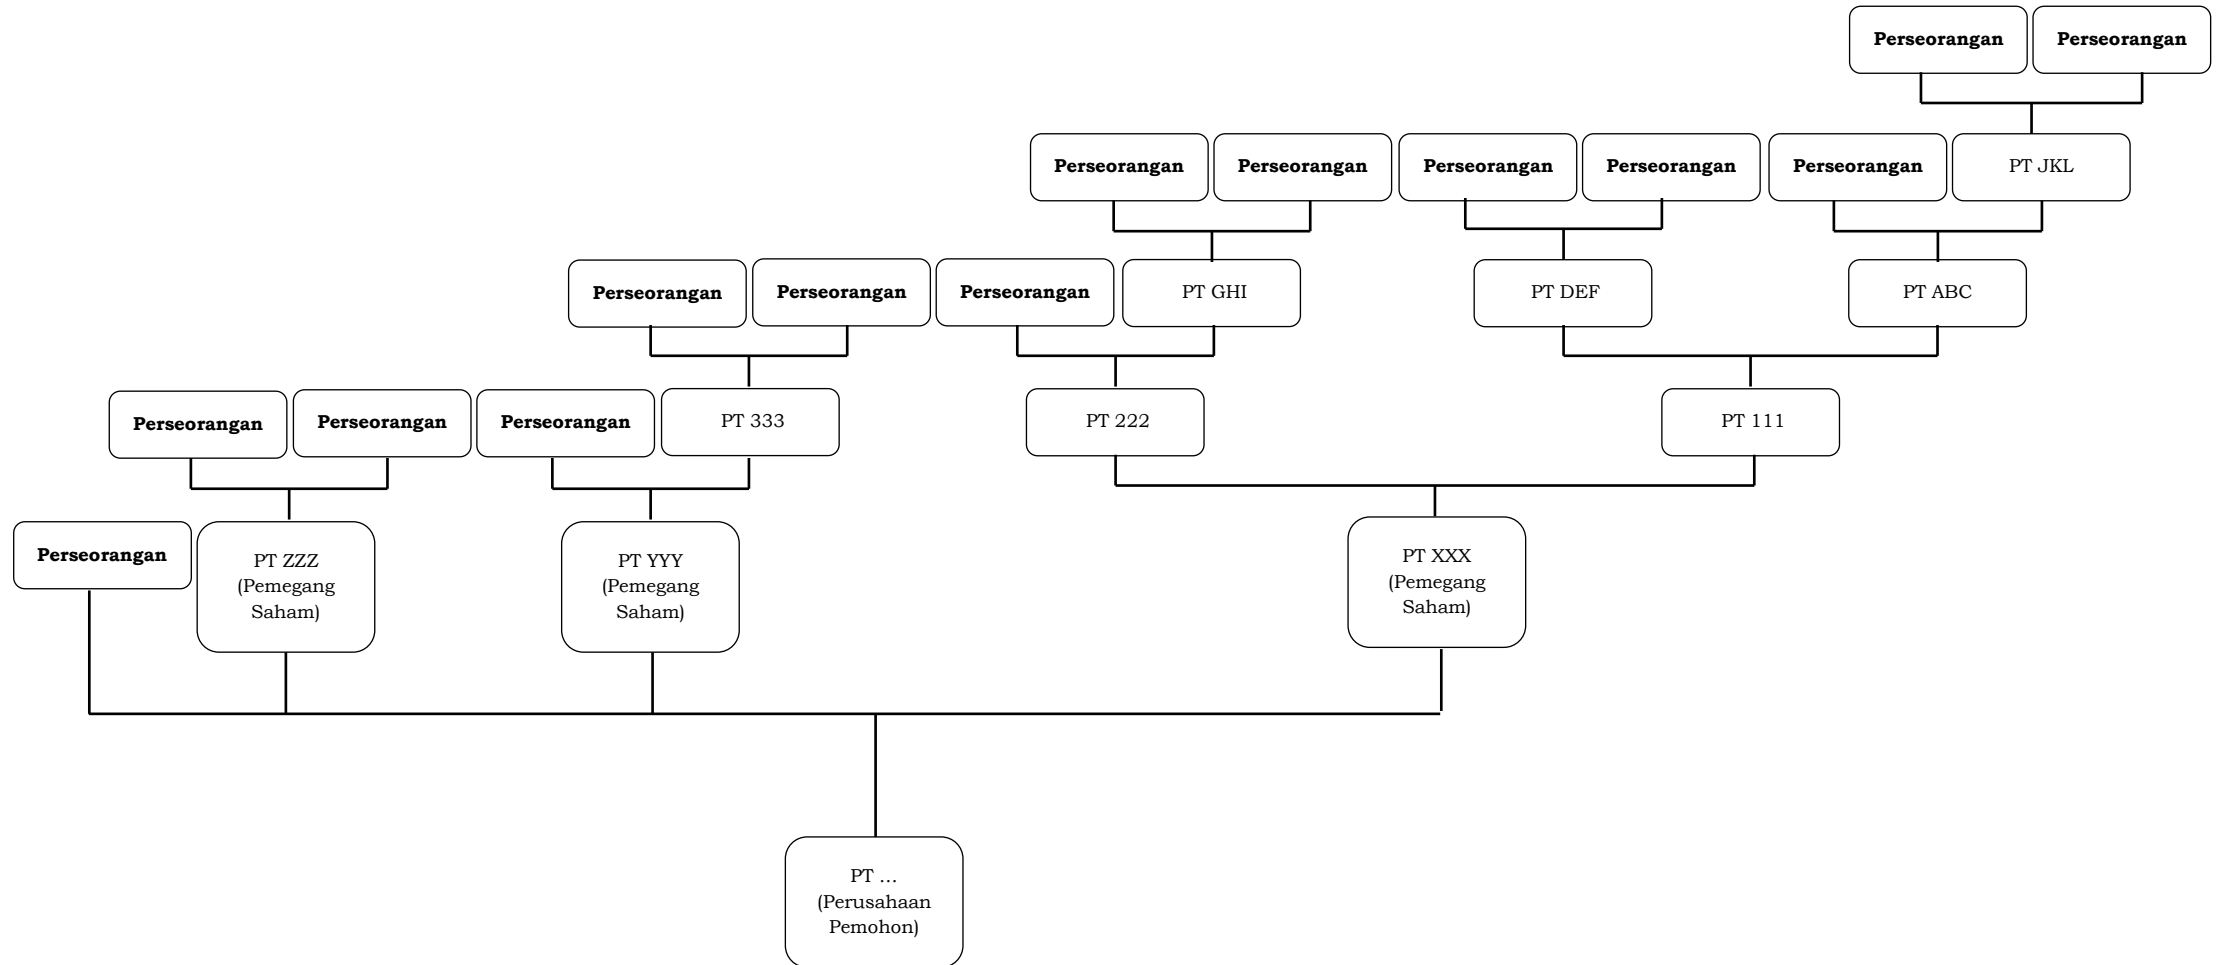 Perseorangan
Perseorangan
Perseorangan
Perseorangan
Perseorangan
Perseorangan
Perseorangan
PT JKL
Perseorangan
Perseorangan
Perseorangan
PT GHI
PT DEF
PT ABC
Perseorangan
Perseorangan
Perseorangan
PT 333
PT 222
PT 111
Perseorangan
PT ZZZ
(Pemegang
Saham)
PT YYY
(Pemegang
Saham)
PT XXX
(Pemegang
Saham)
PT ...
(Perusahaan
Pemohon)